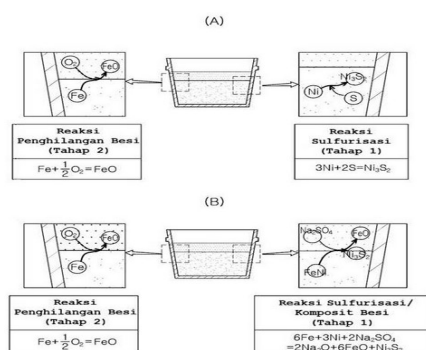 (A)
O₂
FeO
Fe
Ni₃S₂
Ni
S
Reaksi
Penghilangan Besi
(Tahap 2)
Fe+½O₂=FeO
Reaksi
Sulfurisasi
(Tahap 1)
3Ni+2S=Ni₃S₂
(B)
O₂
FeO
Fe
Na₂SO₄
FeO
Ni₃S₂
FeNi
Reaksi
Penghilangan Besi
(Tahap 2)
Fe+½O₂=FeO
Reaksi Sulfurisasi/
Komposit Besi
(Tahap 1)
6Fe+3Ni+2Na₂SO₄
=2Na₂O+6FeO+Ni₃S₂